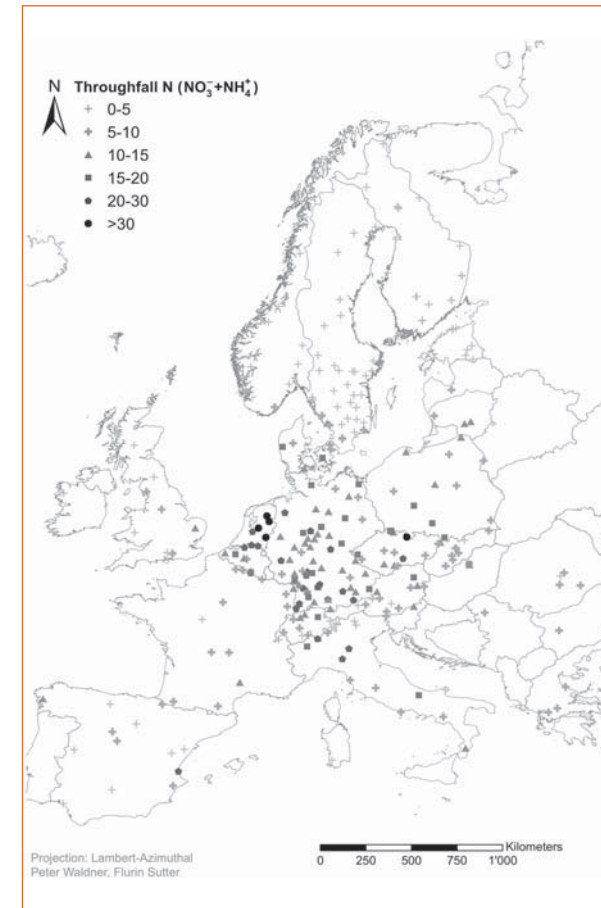 N Throughfall N (NO₃⁻+NH₄⁺)
0-5
5-10
10-15
15-20
20-30
>30
Kilometers
0 250 500 750 1'000
Projection: Lambert-Azimuthal
Peter Waldner, Flurin Sutter